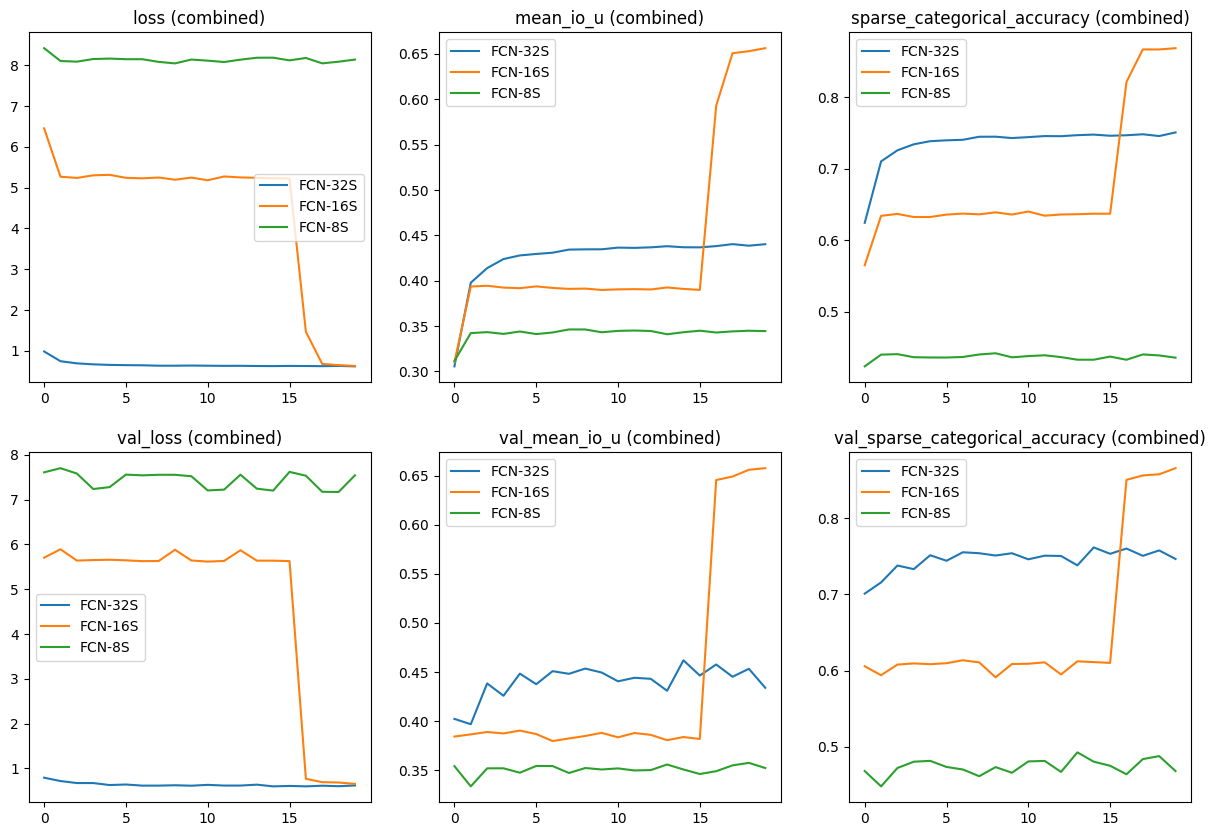 loss (combined)
8
7
6
5
4
3
2
1
0
5
10
15
FCN-32S
FCN-16S
FCN-8S
mean_io_u (combined)
0.65
0.60
0.55
0.50
0.45
0.40
0.35
0.30
0
5
10
15
FCN-32S
FCN-16S
FCN-8S
sparse_categorical_accuracy (combined)
0.8
0.7
0.6
0.5
0
5
10
15
FCN-32S
FCN-16S
FCN-8S
val_loss (combined)
8
7
6
5
4
3
2
1
0
5
10
15
FCN-32S
FCN-16S
FCN-8S
val_mean_io_u (combined)
0.65
0.60
0.55
0.50
0.45
0.40
0.35
0
5
10
15
FCN-32S
FCN-16S
FCN-8S
val_sparse_categorical_accuracy (combined)
0.8
0.7
0.6
0.5
0
5
10
15
FCN-32S
FCN-16S
FCN-8S